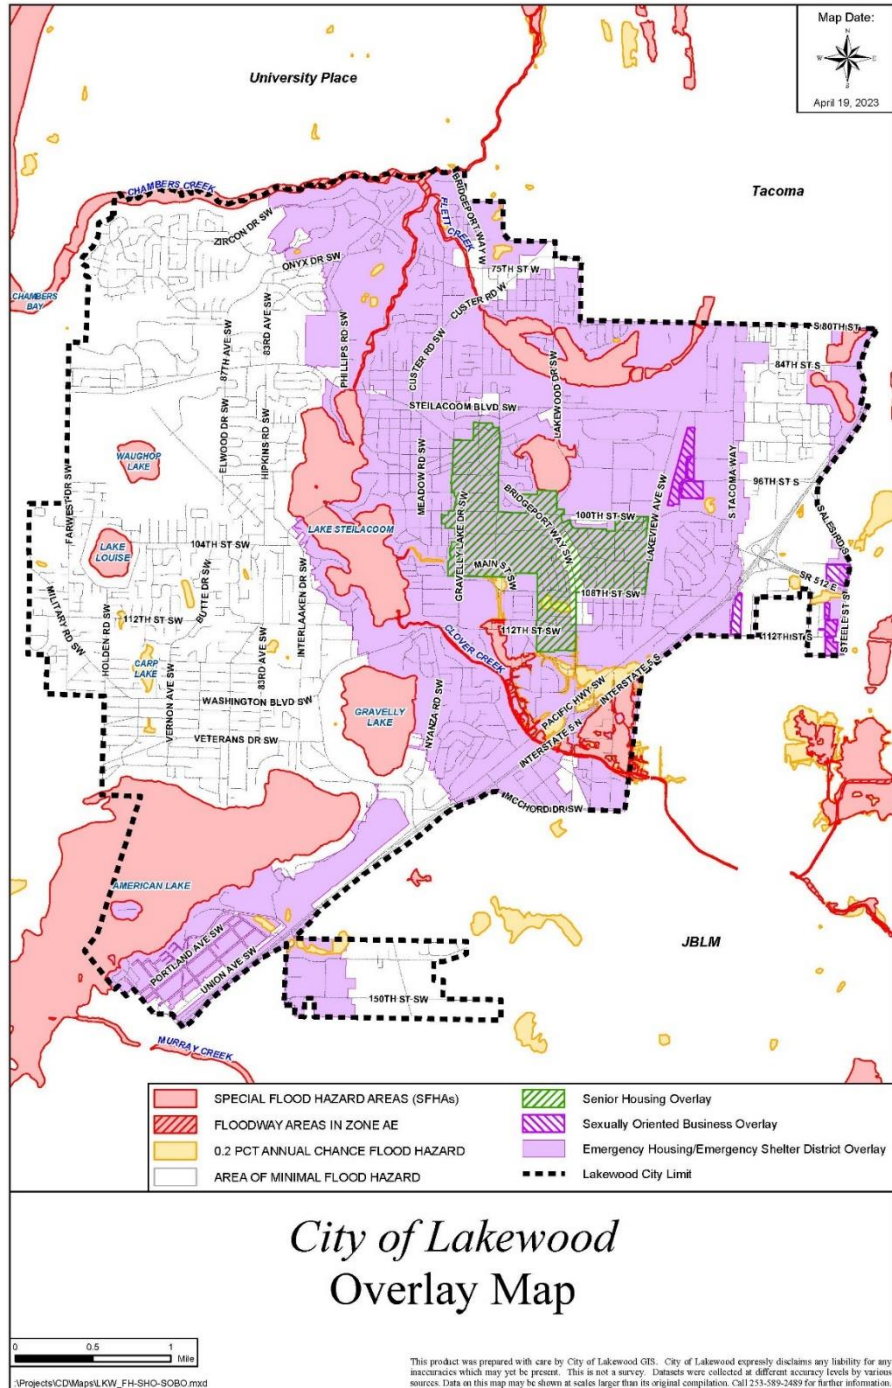 Map Date:
N
W E
S
April 19, 2023
University Place
Tacoma
CHAMBERS CREEK
BRIDGEPORT WAY W
FLETT CREEK
ZIRCON DR SW
ONYX DR SW
75TH ST W
CUSTER RD W
CHAMBERS
BAY
83RD AVE SW
87TH AVE SW
PHILLIPS RD SW
CUSTER RD SW
LAKEWOOD DR SW
S 80TH ST
84TH ST S
STEILACOOM BLVD SW
ELWOOD DR SW
HIPKINS RD SW
MEADOW RD SW
WAUGHOP
LAKE
FARWEST DR SW
S TACOMA WAY
96TH ST S
BRIDGEPORT WAY SW
GRAVELLY LAKE DR SW
LAKEVIEW AVE SW
100TH ST SW
SALES RD S
LAKE STEILACOOM
LAKE
LOUISE
104TH ST SW
MAIN ST SW
SR 512 E
108TH ST SW
BUTTE DR SW
INTERLAAKEN DR SW
MILITARY RD SW
HOLDEN RD SW
112TH ST SW
112TH ST SW
112TH ST S
STEELE ST S
CLOVER CREEK
CARP
LAKE
83RD AVE SW
VERNON AVE SW
WASHINGTON BLVD SW
GRAVELLY
LAKE
NYANZA RD SW
PACIFIC HWY SW
INTERSTATE 5 S
INTERSTATE 5 N
VETERANS DR SW
MCCHORD DR SW
AMERICAN LAKE
PORTLAND AVE SW
UNION AVE SW
JBLM
150TH ST SW
MURRAY CREEK
SPECIAL FLOOD HAZARD AREAS (SFHAs)
FLOODWAY AREAS IN ZONE AE
0.2 PCT ANNUAL CHANCE FLOOD HAZARD
AREA OF MINIMAL FLOOD HAZARD
Senior Housing Overlay
Sexually Oriented Business Overlay
Emergency Housing/Emergency Shelter District Overlay
Lakewood City Limit
City of Lakewood
Overlay Map
0 0.5 1
Mile
:\Projects\CD\Maps\LKW_FH-SHO-SOBO.mxd
This product was prepared with care by City of Lakewood GIS. City of Lakewood expressly disclaims any liability for any
inaccuracies which may yet be present. This is not a survey. Datasets were collected at different accuracy levels by various
sources. Data on this map may be shown at scales larger than its original compilation. Call 253-589-2489 for further information.